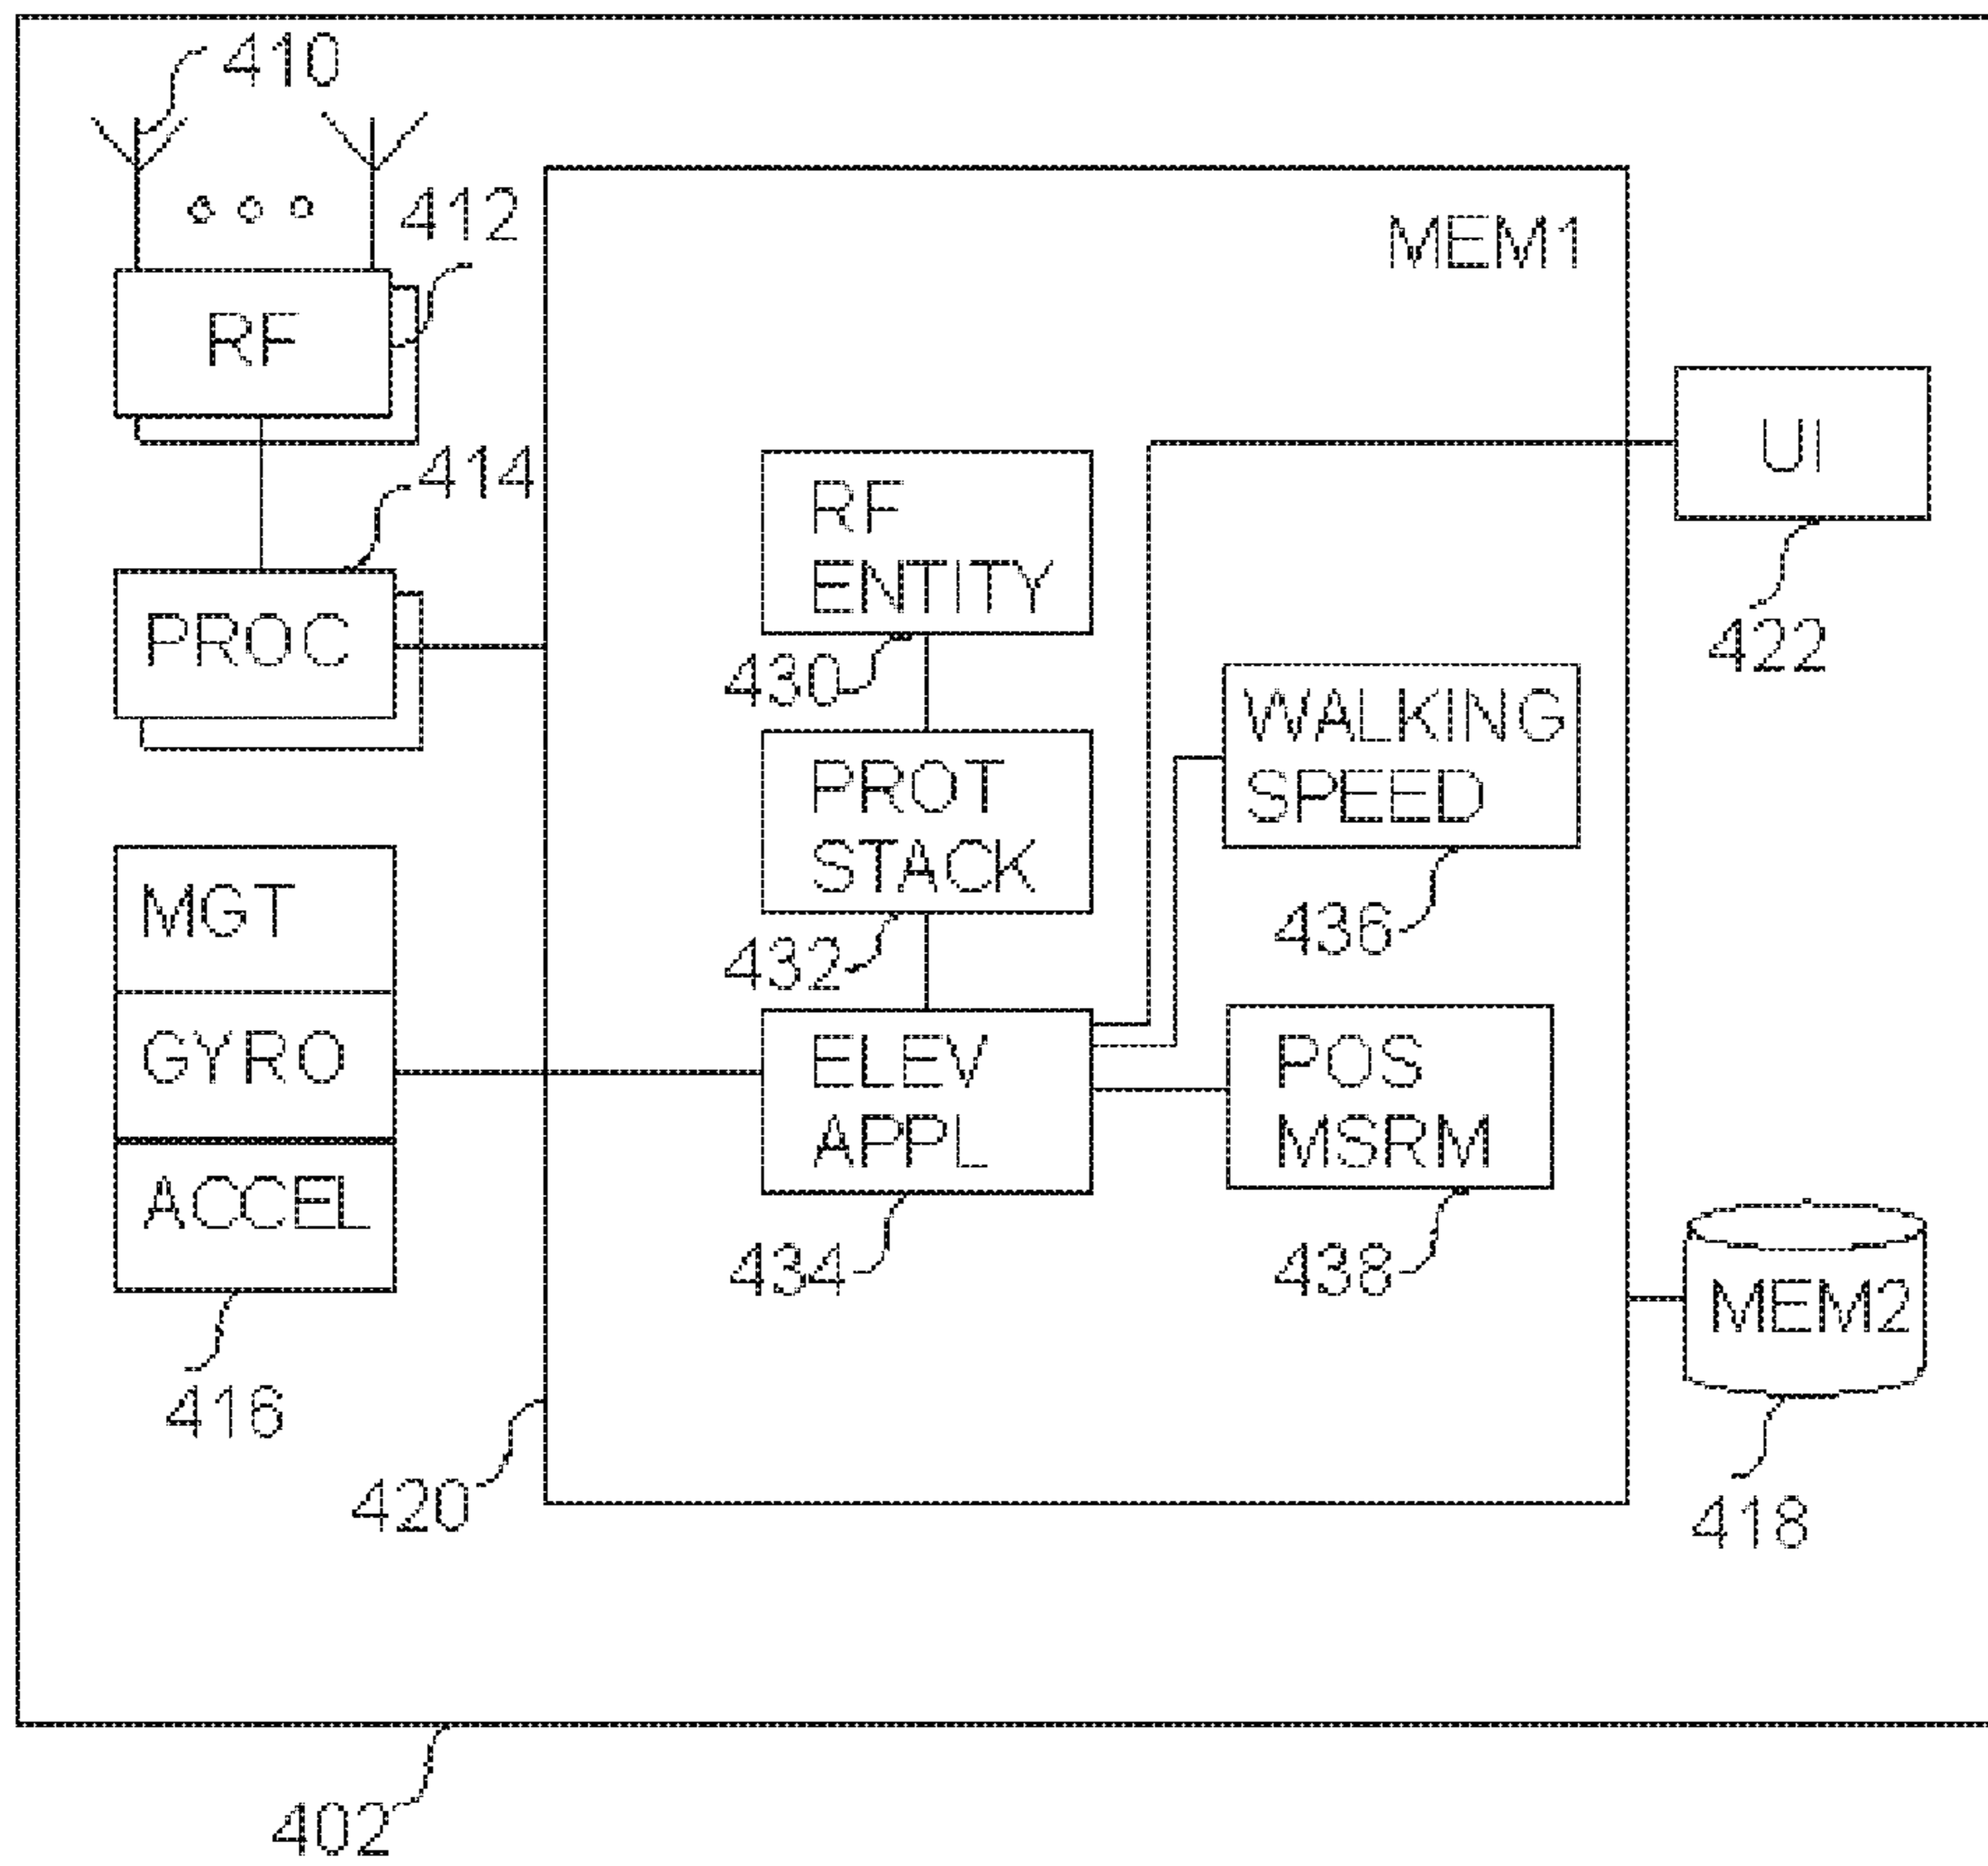 410
412
MEM1
RF
UI
414
RF
ENTITY
PROC
422
430
WALKING
SPEED
PROT
STACK
MGT
436
432
GYRO
ELEV
APPL
POS
MSRM
ACCEL
434
438
MEM2
416
420
418
402